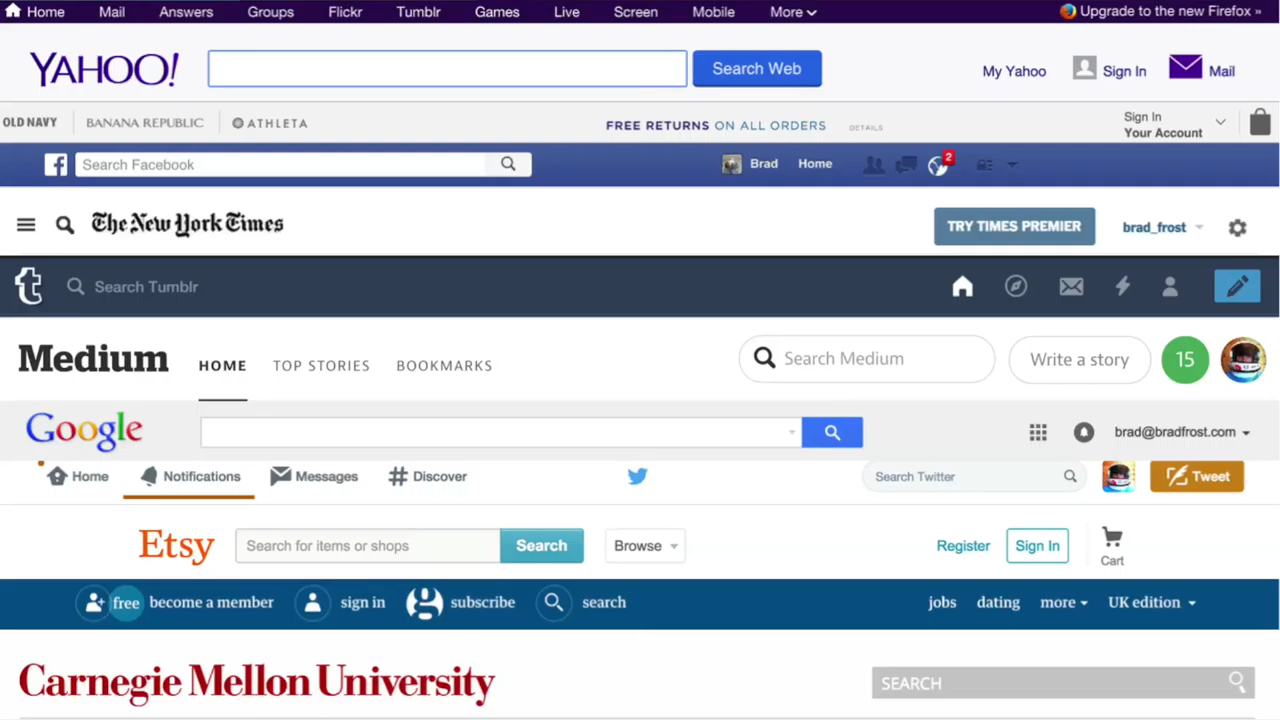 Home Mail Answers Groups Flickr Tumblr Games Live Screen Mobile More Upgrade to the new Firefox »
YAHOO! Search Web My Yahoo Sign In Mail
OLD NAVY BANANA REPUBLIC ATHLETA FREE RETURNS ON ALL ORDERS DETAILS Sign In
Your Account
f Search Facebook Brad Home 2
The New York Times TRY TIMES PREMIER brad_frost
t Search Tumblr
Medium HOME TOP STORIES BOOKMARKS Search Medium Write a story 15
Google brad@bradfrost.com
Home Notifications Messages # Discover Search Twitter Tweet
Etsy Search for items or shops Search Browse Register Sign In Cart
free become a member sign in g subscribe search jobs dating more UK edition
Carnegie Mellon University SEARCH